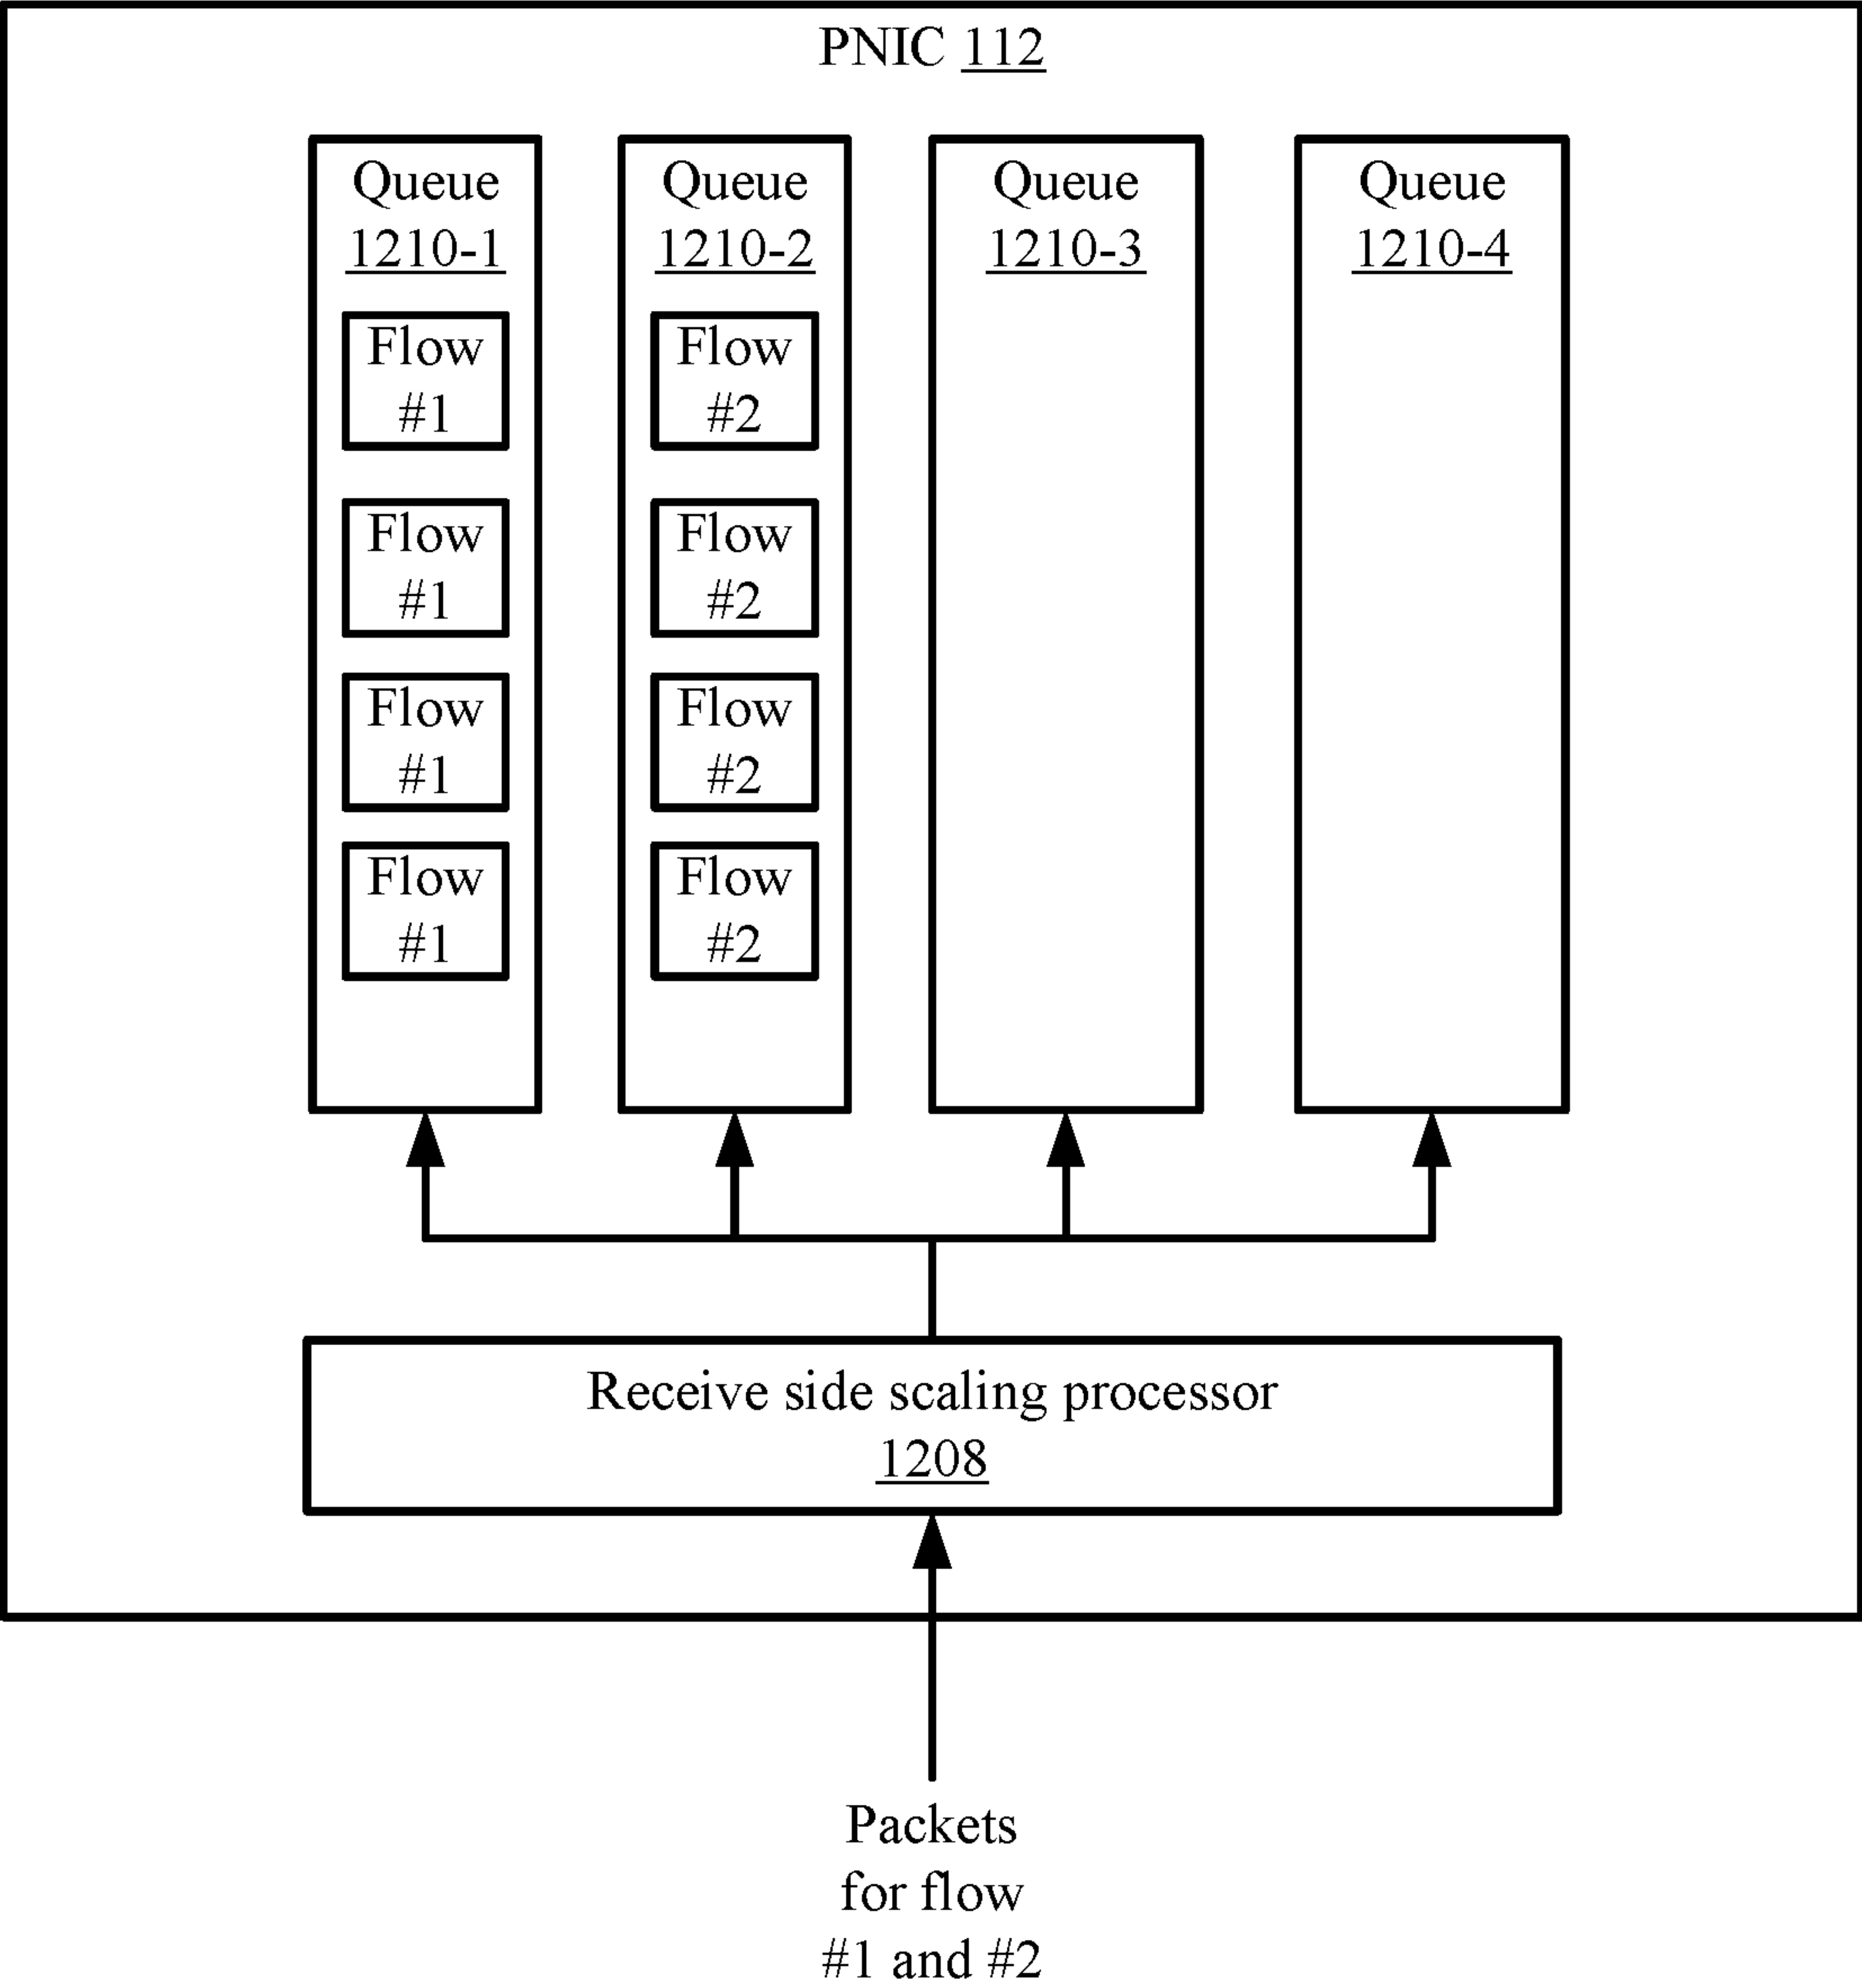 PNIC 112
Queue
1210-1
Flow
#1
Flow
#1
Flow
#1
Flow
#1
Queue
1210-2
Flow
#2
Flow
#2
Flow
#2
Flow
#2
Queue
1210-3
Queue
1210-4
Receive side scaling processor
1208
Packets
for flow
#1 and #2